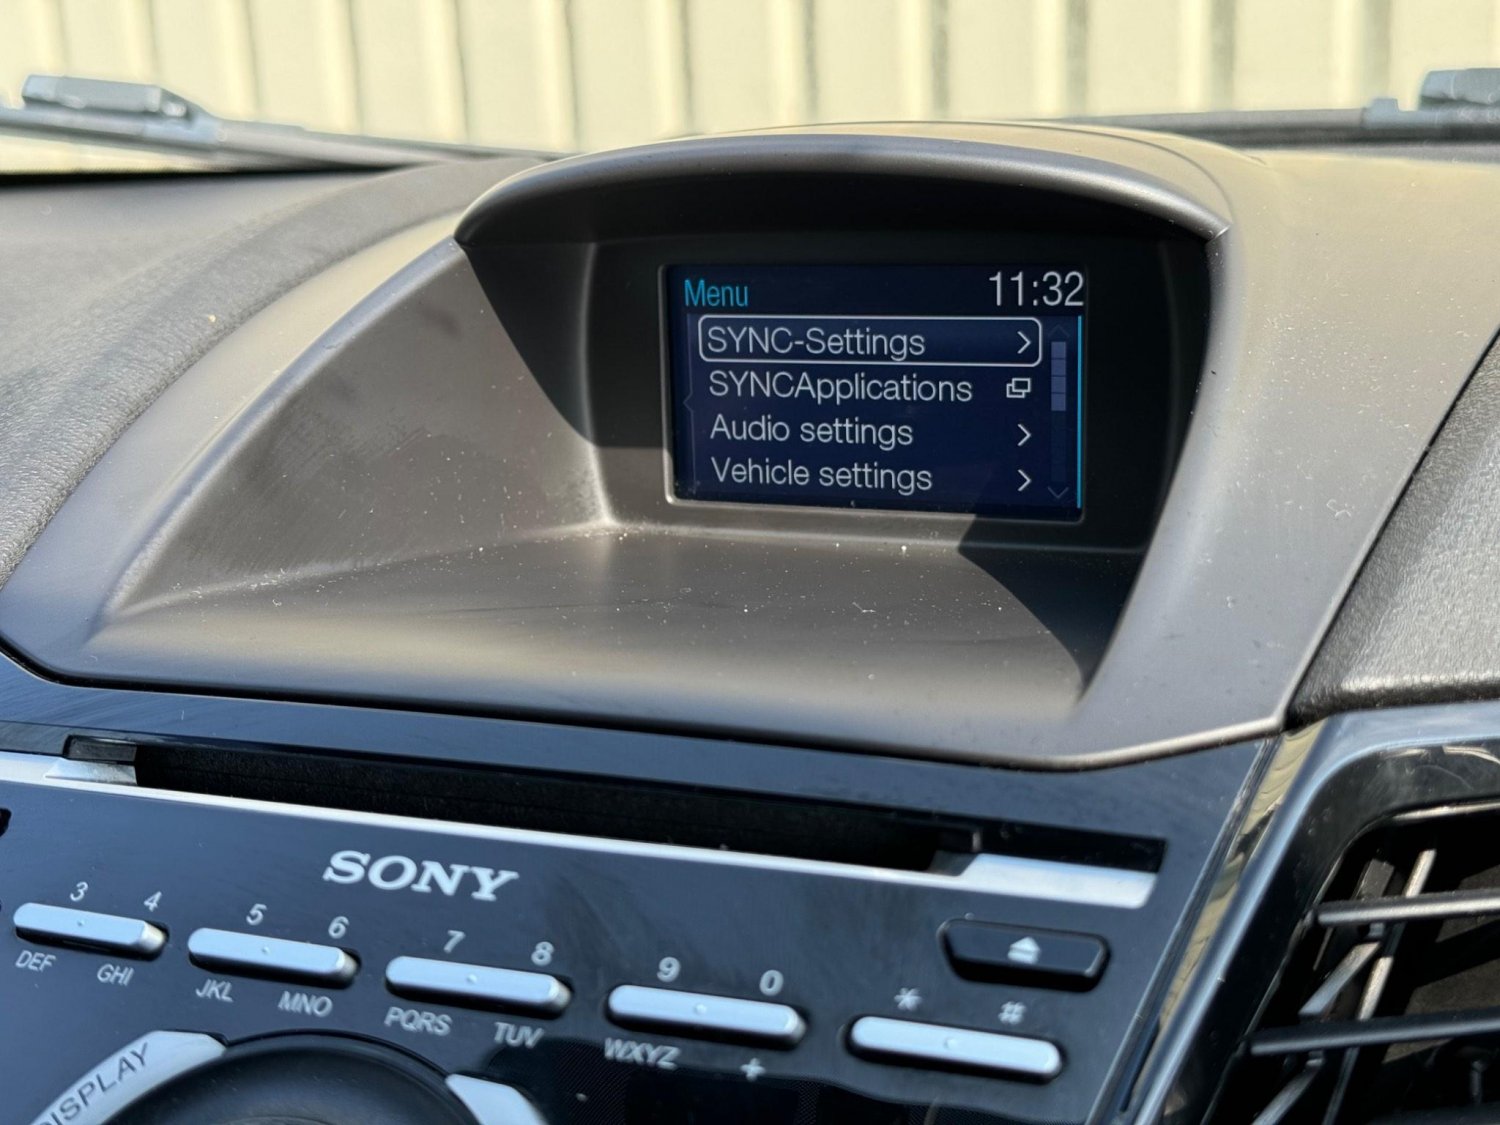 Menu 11:32
SYNC-Settings
SYNCApplications
Audio settings
Vehicle settings
SONY
3 4 5 6 7 8 9 0 * #
DEF GHI JKL MNO PQRS TUV WXYZ +
DISPLAY